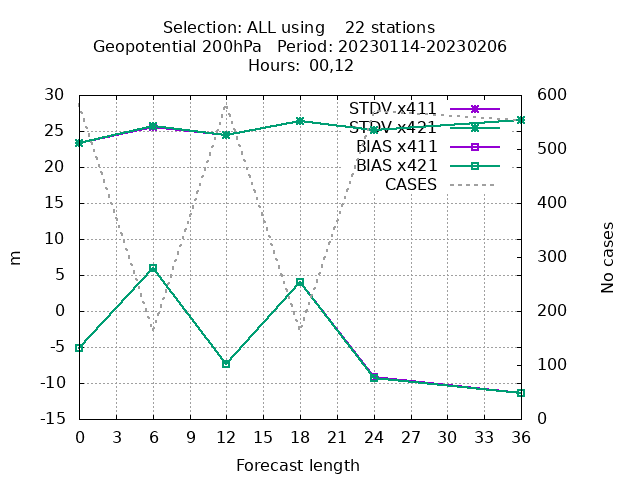 Selection: ALL using    22 stations
Geopotential 200hPa   Period: 20230114-20230206
Hours: 00,12
30
25
20
15
10
5
0
-5
-10
-15
m
STDV x411
STDV x421
BIAS x411
BIAS x421
CASES
600
500
400
300
200
100
0
No cases
0 3 6 9 12 15 18 21 24 27 30 33 36
Forecast length